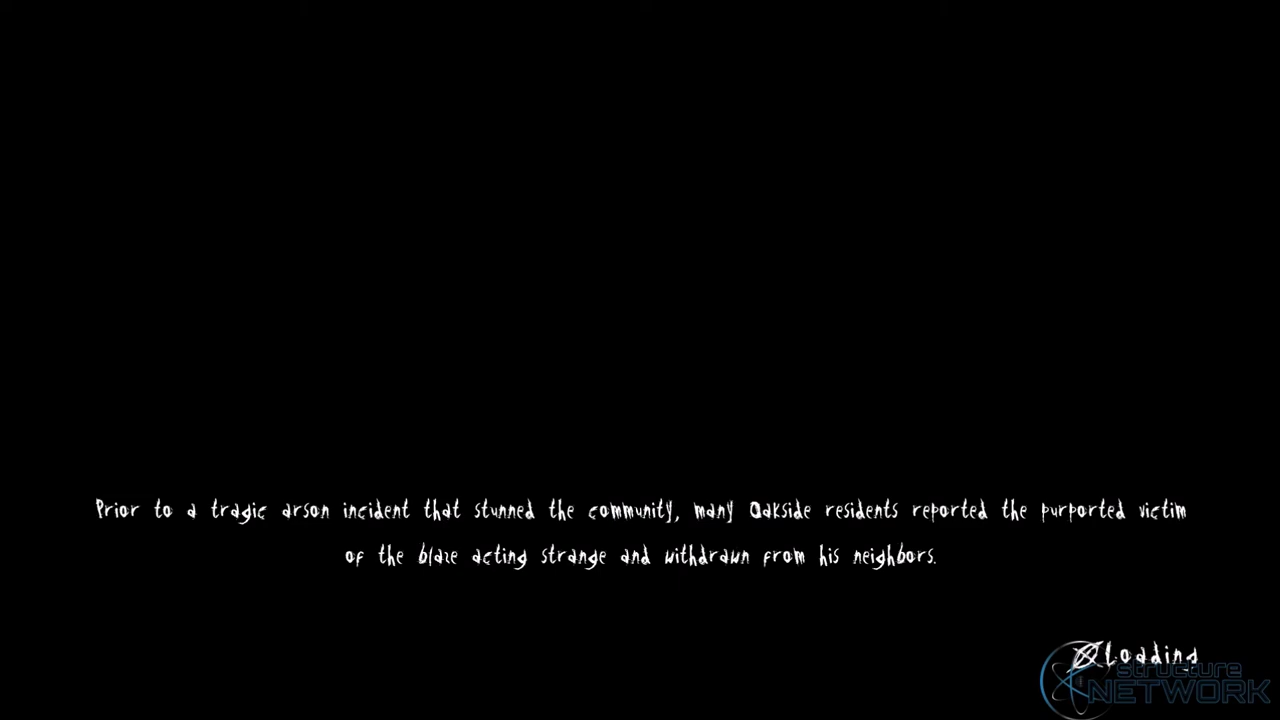 Prior to a tragic arson incident that stunned the community, many Oakside residents reported the purported victim
of the blaze acting strange and withdrawn from his neighbors.
Loading
structure
NETWORK